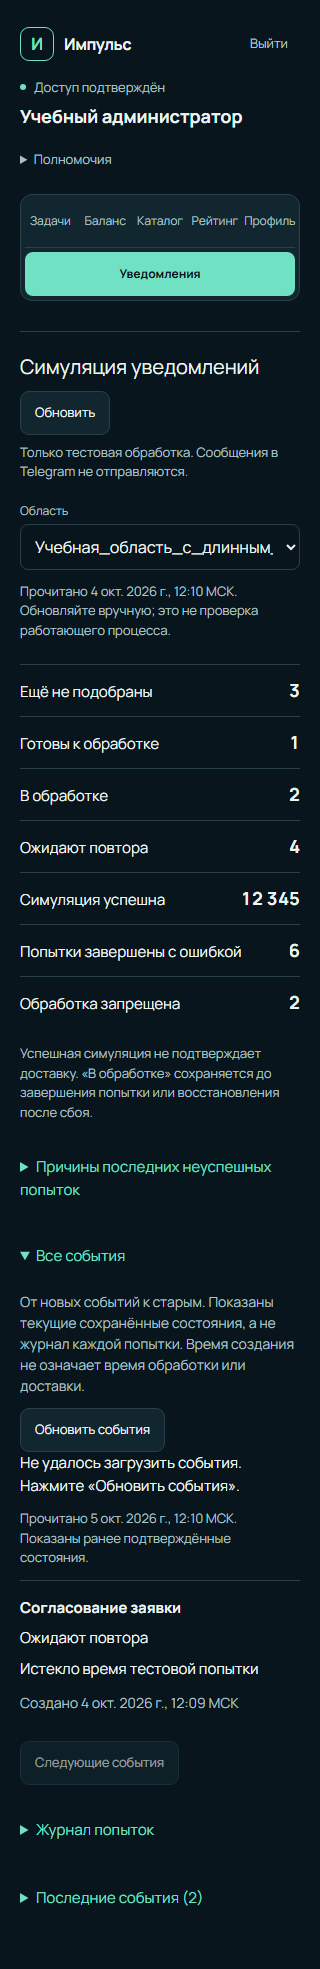 И Импульс Выйти
Доступ подтверждён
Учебный администратор
Полномочия
Задачи Баланс Каталог Рейтинг Профиль
Уведомления
Симуляция уведомлений
Обновить
Только тестовая обработка. Сообщения в
Telegram не отправляются.
Область
Учебная_область_с_длинным_
Прочитано 4 окт. 2026 г., 12:10 МСК.
Обновляйте вручную; это не проверка
работающего процесса.
Ещё не подобраны 3
Готовы к обработке 1
В обработке 2
Ожидают повтора 4
Симуляция успешна 12 345
Попытки завершены с ошибкой 6
Обработка запрещена 2
Успешная симуляция не подтверждает
доставку. «В обработке» сохраняется до
завершения попытки или восстановления
после сбоя.
Причины последних неуспешных
попыток
Все события
От новых событий к старым. Показаны
текущие сохранённые состояния, а не
журнал каждой попытки. Время создания
не означает время обработки или
доставки.
Обновить события
Не удалось загрузить события.
Нажмите «Обновить события».
Прочитано 5 окт. 2026 г., 12:10 МСК.
Показаны ранее подтверждённые
состояния.
Согласование заявки
Ожидают повтора
Истекло время тестовой попытки
Создано 4 окт. 2026 г., 12:09 МСК
Следующие события
Журнал попыток
Последние события (2)